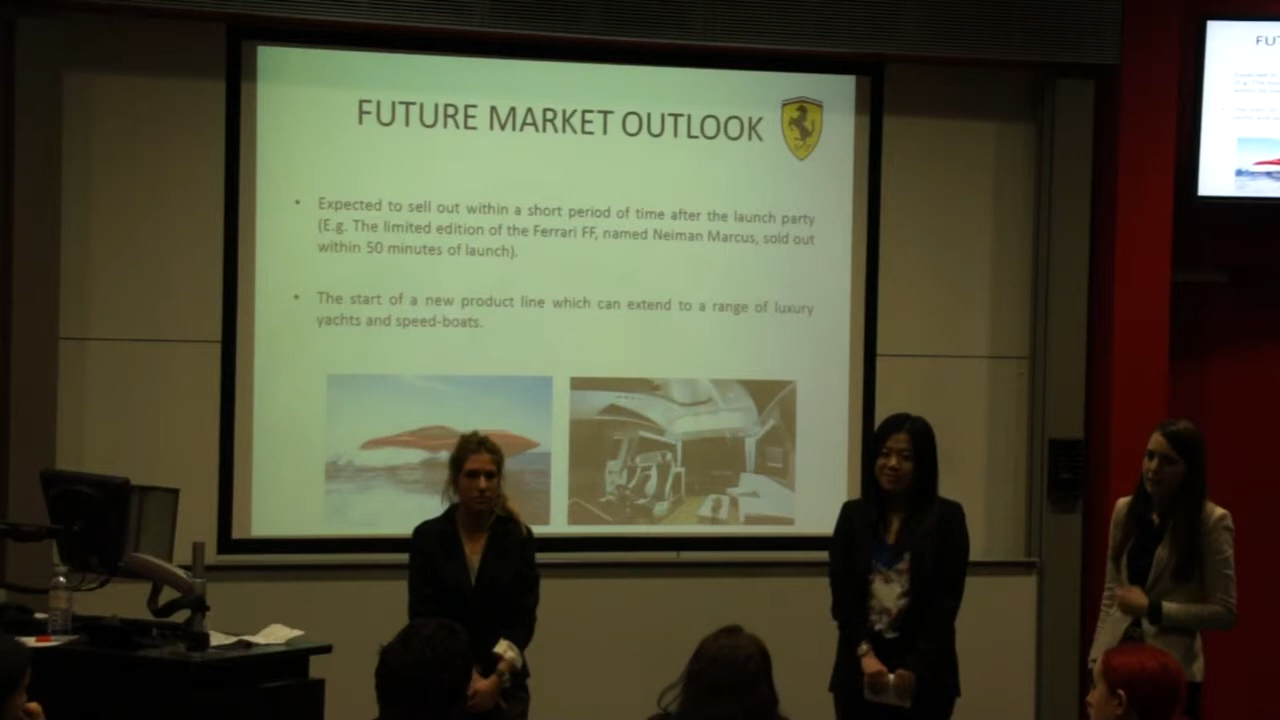 FUTURE MARKET OUTLOOK
• Expected to sell out within a short period of time after the launch party
(E.g. The limited edition of the Ferrari FF, named Neiman Marcus, sold out
within 50 minutes of launch).
• The start of a new product line which can extend to a range of luxury
yachts and speed-boats.
FUT